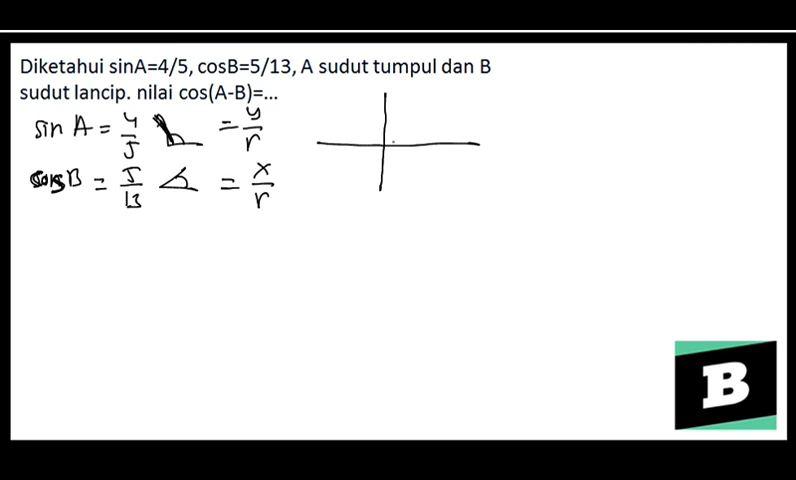 Diketahui sinA=4/5, cosB=5/13, A sudut tumpul dan B
sudut lancip. nilai cos(A-B)=...
sin A = 4/5 = y/r
cos B = 5/13 = x/r
B